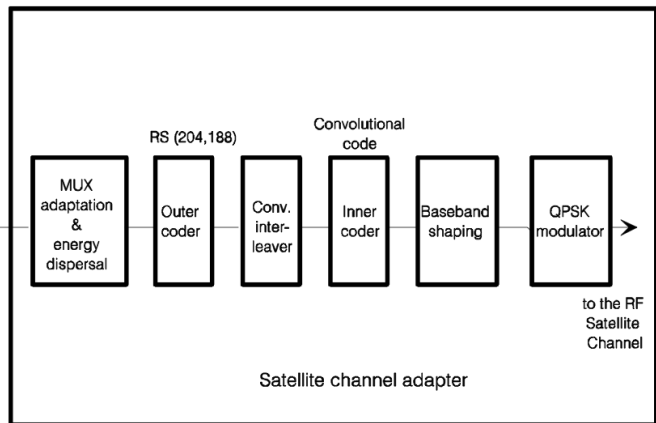 RS (204,188)
Convolutional
code
MUX
adaptation
&
energy
dispersal
Outer
coder
Conv.
inter-
leaver
Inner
coder
Baseband
shaping
QPSK
modulator
to the RF
Satellite
Channel
Satellite channel adapter